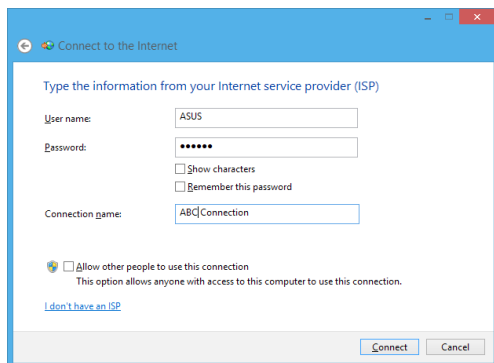 Connect to the Internet
Type the information from your Internet service provider (ISP)
User name: ASUS
Password: ••••••
Show characters
Remember this password
Connection name: ABC Connection
Allow other people to use this connection
This option allows anyone with access to this computer to use this connection.
I don't have an ISP
Connect Cancel